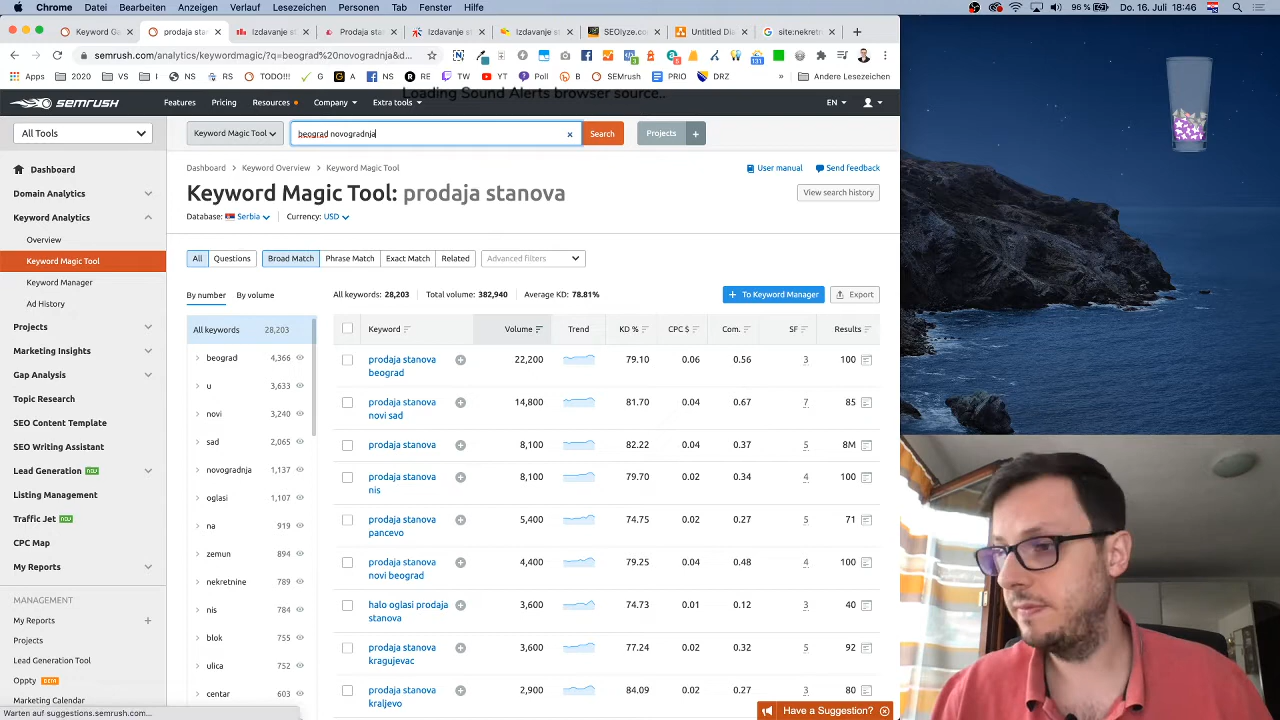 Chrome Ablage Bearbeiten Anzeigen Verlauf Lesezeichen Personen Tab Fenster Hilfe 96 % Do. 16. Juli 18:46
Keyword Ga prodaja stan Izdavanje s Prodaja sta Izdavanje s Izdavanje s SEOlyze.co Untitled Dia site:nekretn
semrush.com/analytics/keywordmagic/?q=beograd%20novogradnja&d...
Apps 2020 VS I NS RS TODO!!! G A NS RE TW YT Poll B SEMrush PRIO DRZ » Andere Lesezeichen
Loading Sound Alerts browser source..
SEMRUSH Features Pricing Resources Company Extra tools EN
All Tools Keyword Magic Tool beograd novogradnja × Search Projects +
Dashboard > Keyword Overview > Keyword Magic Tool User manual Send feedback
Keyword Magic Tool: prodaja stanova View search history
Database: Serbia Currency: USD
All Questions Broad Match Phrase Match Exact Match Related Advanced filters
By number By volume All keywords: 28,203 Total volume: 382,940 Average KD: 78.81% + To Keyword Manager Export
Dashboard
Domain Analytics
Keyword Analytics
Overview
Keyword Magic Tool
Keyword Manager
Ad History
Projects
Marketing Insights
Gap Analysis
Topic Research
SEO Content Template
SEO Writing Assistant
Lead Generation NEW
Listing Management
Traffic Jet NEW
CPC Map
My Reports
MANAGEMENT
My Reports +
Projects
Lead Generation Tool
Oppty BETA
Marketing Calendar
Warten auf suggestions.semrush.com...
All keywords 28,203
beograd 4,366
u 3,633
novi 3,240
sad 2,065
novogradnja 1,137
oglasi 1,107
na 919
zemun 894
nekretnine 789
nis 784
blok 755
ulica 752
centar 603
Keyword Volume Trend KD % CPC $ Com. SF Results
prodaja stanova beograd 22,200 79.10 0.06 0.56 3 100
prodaja stanova novi sad 14,800 81.70 0.04 0.67 7 85
prodaja stanova 8,100 82.22 0.04 0.37 5 8M
prodaja stanova nis 8,100 79.70 0.02 0.34 4 100
prodaja stanova pancevo 5,400 74.75 0.02 0.27 5 71
prodaja stanova novi beograd 4,400 79.25 0.04 0.48 4 100
halo oglasi prodaja stanova 3,600 74.73 0.01 0.12 3 40
prodaja stanova kragujevac 3,600 77.24 0.02 0.32 5 92
prodaja stanova kraljevo 2,900 84.09 0.02 0.27 3 80
Have a Suggestion?